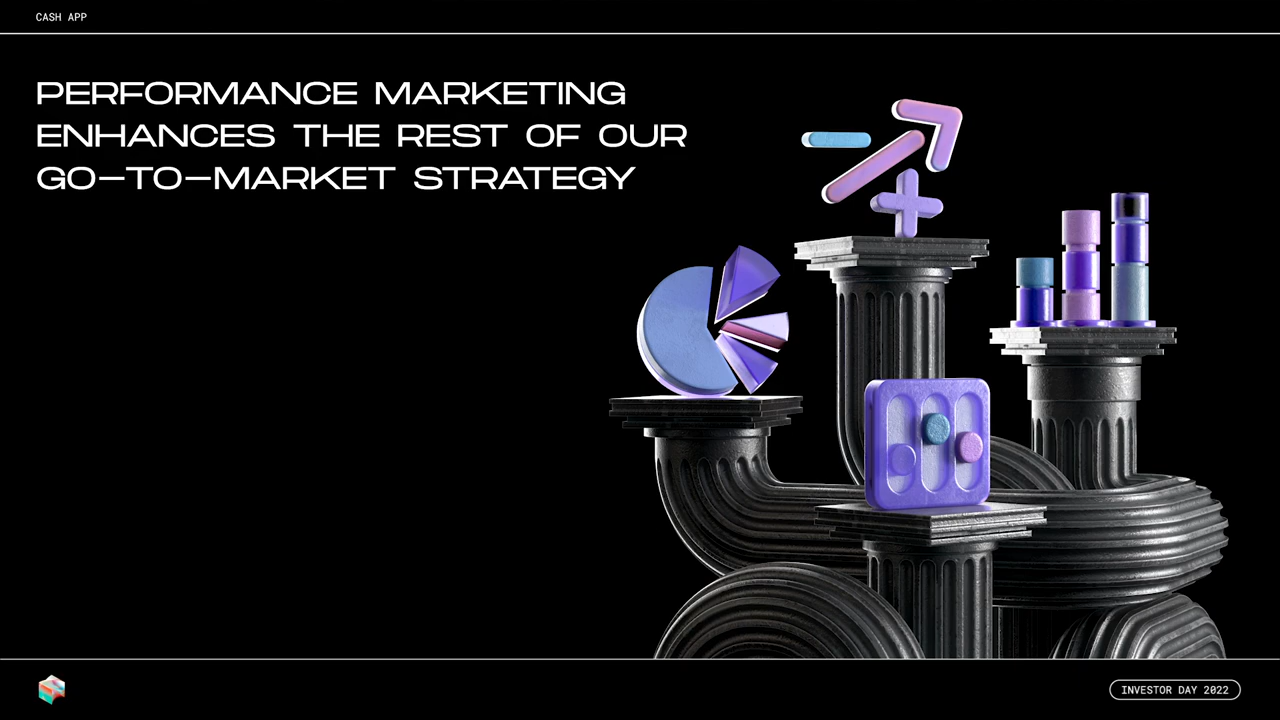 CASH APP
PERFORMANCE MARKETING
ENHANCES THE REST OF OUR
GO—TO—MARKET STRATEGY
INVESTOR DAY 2022